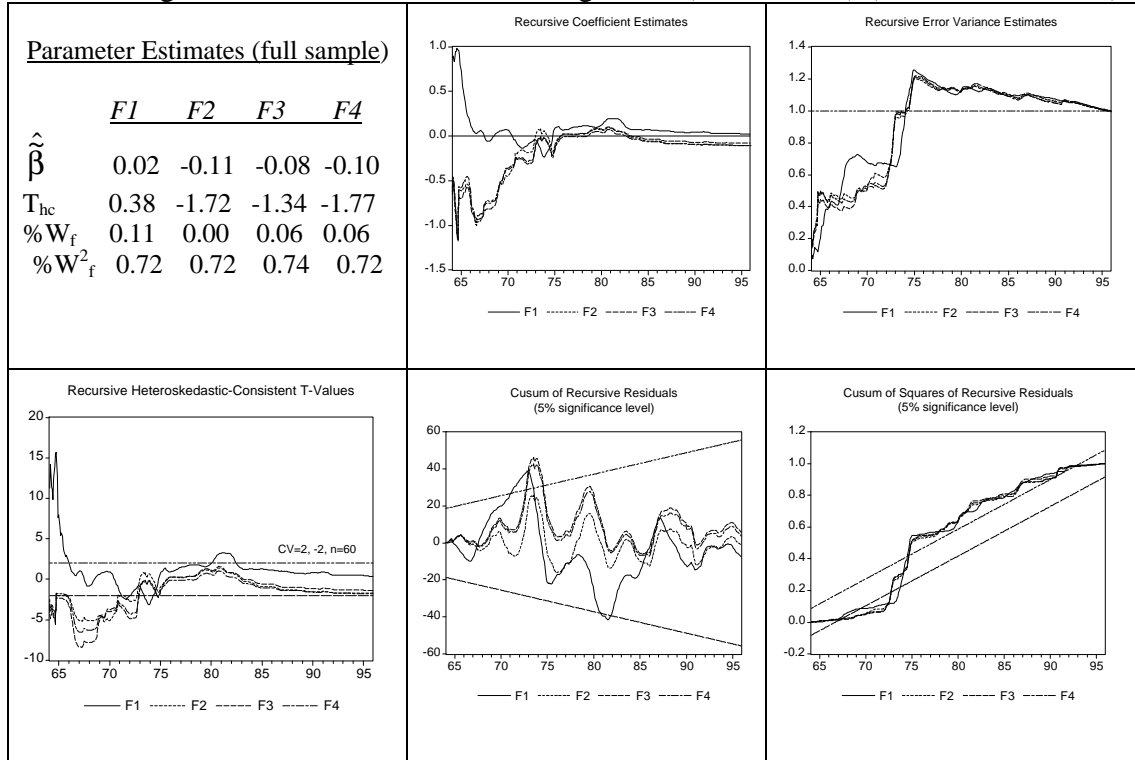 Parameter Estimates (full sample)
F1 F2 F3 F4
β̃̂ 0.02 -0.11 -0.08 -0.10
Thc 0.38 -1.72 -1.34 -1.77
%Wf 0.11 0.00 0.06 0.06
%W²f 0.72 0.72 0.74 0.72
Recursive Coefficient Estimates
1.0
0.5
0.0
-0.5
-1.0
-1.5
65 70 75 80 85 90 95
F1 F2 F3 F4
Recursive Error Variance Estimates
1.4
1.2
1.0
0.8
0.6
0.4
0.2
0.0
65 70 75 80 85 90 95
F1 F2 F3 F4
Recursive Heteroskedastic-Consistent T-Values
20
15
10
5
0
-5
-10
CV=2, -2, n=60
65 70 75 80 85 90 95
F1 F2 F3 F4
Cusum of Recursive Residuals
(5% significance level)
60
40
20
0
-20
-40
-60
65 70 75 80 85 90 95
F1 F2 F3 F4
Cusum of Squares of Recursive Residuals
(5% significance level)
1.2
1.0
0.8
0.6
0.4
0.2
0.0
-0.2
65 70 75 80 85 90 95
F1 F2 F3 F4